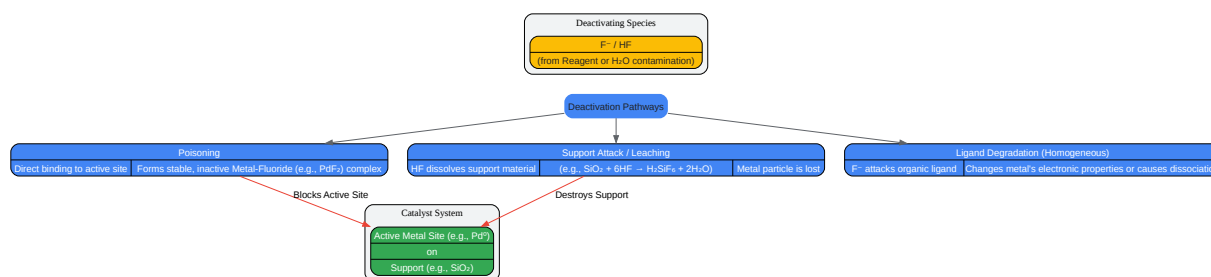 Deactivating Species
F⁻ / HF
(from Reagent or H₂O contamination)
Deactivation Pathways
Poisoning
Direct binding to active site
Forms stable, inactive Metal-Fluoride (e.g., PdF₂) complex
Support Attack / Leaching
HF dissolves support material
(e.g., SiO₂ + 6HF → H₂SiF₆ + 2H₂O)
Metal particle is lost
Ligand Degradation (Homogeneous)
F⁻ attacks organic ligand
Changes metal's electronic properties or causes dissociation
Blocks Active Site
Destroys Support
Catalyst System
Active Metal Site (e.g., Pd⁰)
on
Support (e.g., SiO₂)